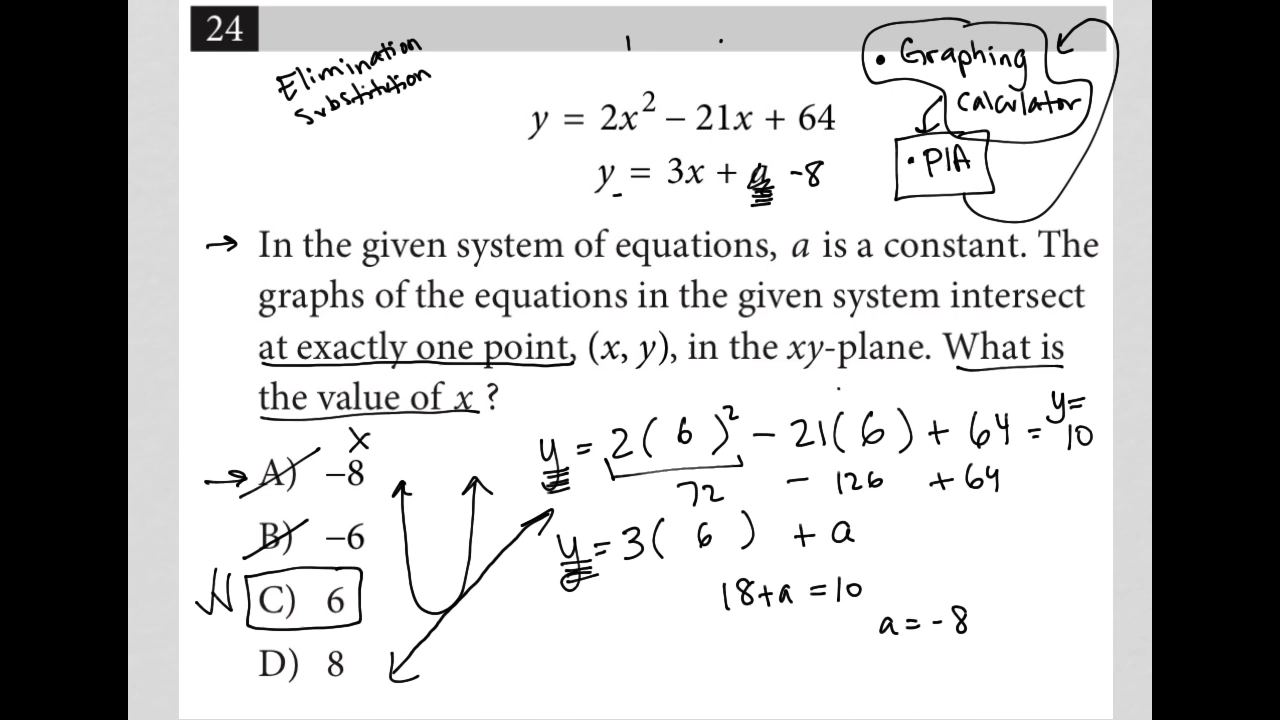 24
Elimination
Substitution
• Graphing
Calculator
• PIA
y = 2x² − 21x + 64
y = 3x + a -8
→ In the given system of equations, a is a constant. The
graphs of the equations in the given system intersect
at exactly one point, (x, y), in the xy-plane. What is
the value of x ?
x
A) −8
B) −6
C) 6
D) 8
y = 2( 6 )² − 21( 6 ) + 64 = y=
10
72 − 126 + 64
y = 3( 6 ) + a
18+a = 10
a = -8